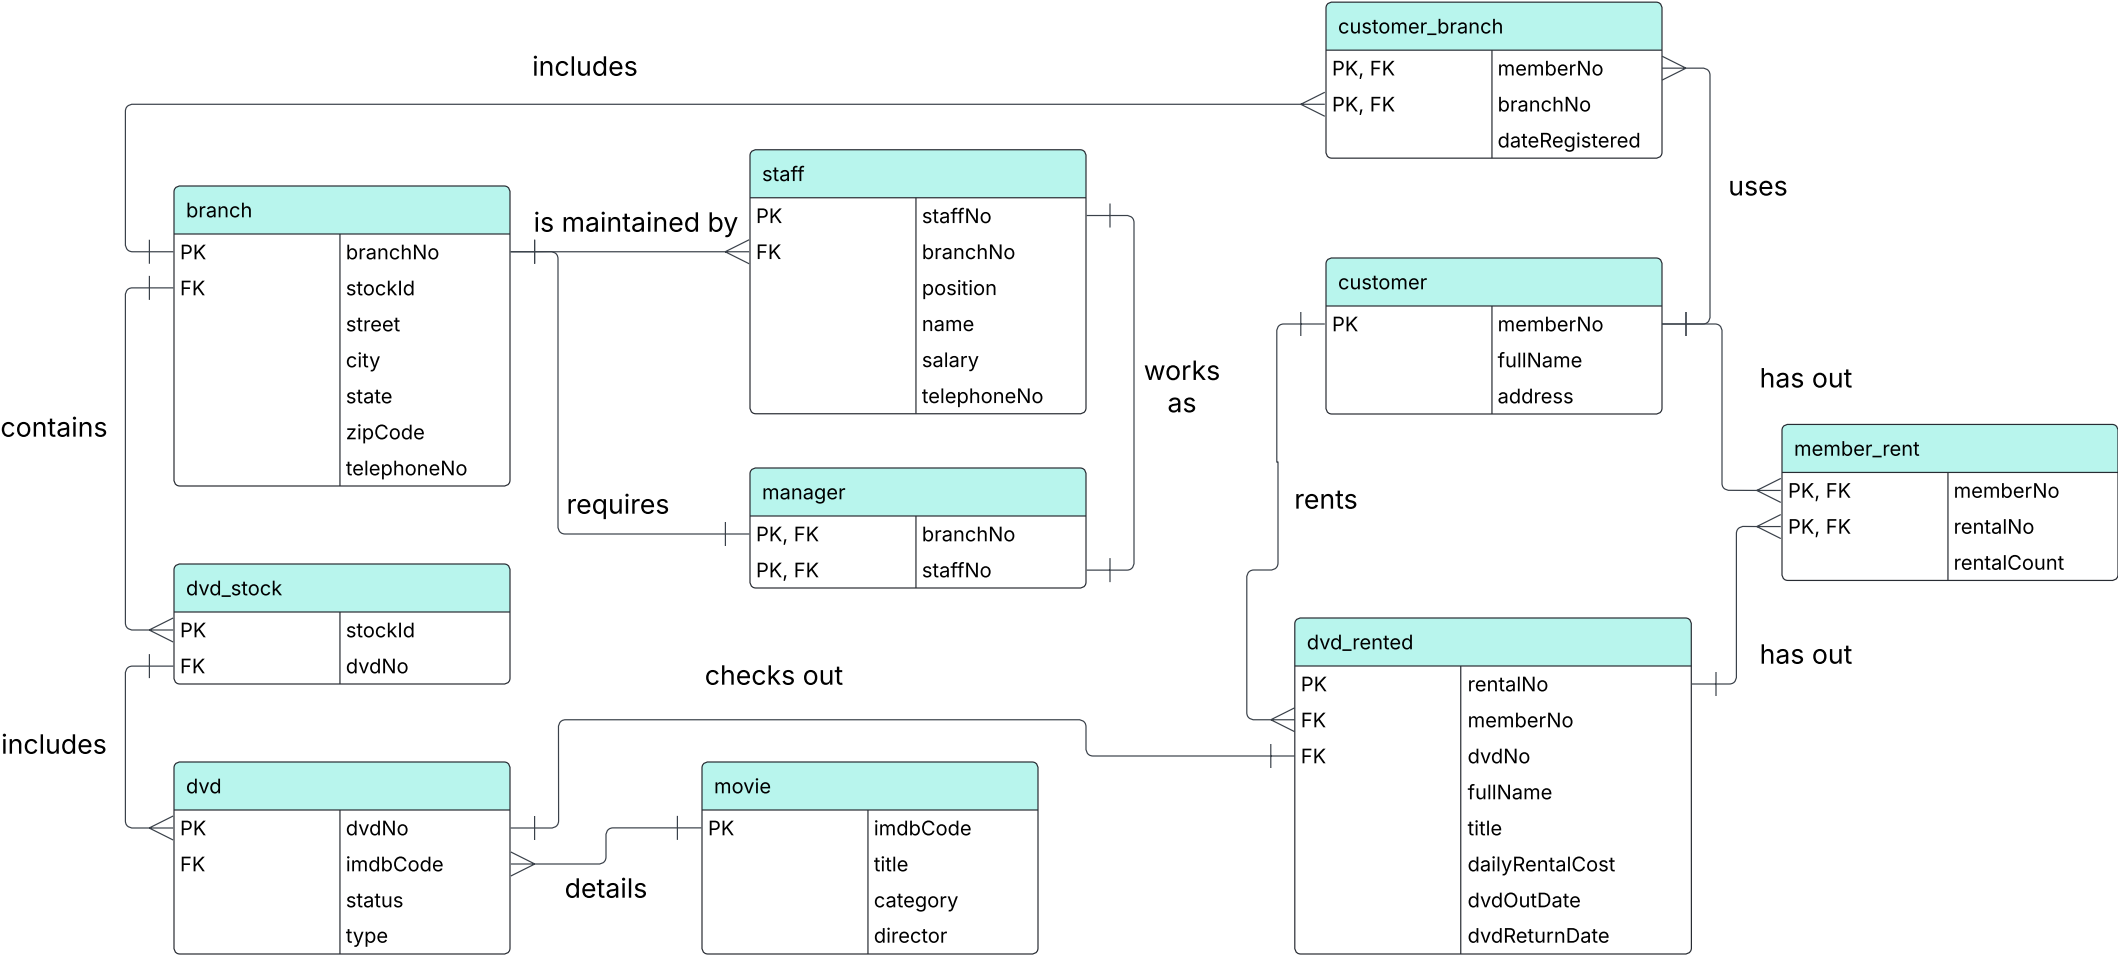 customer_branch
PK, FK memberNo
PK, FK branchNo
dateRegistered
includes
uses
branch
PK branchNo
FK stockId
street
city
state
zipCode
telephoneNo
is maintained by
staff
PK staffNo
FK branchNo
position
name
salary
telephoneNo
works
as
requires
manager
PK, FK branchNo
PK, FK staffNo
customer
PK memberNo
fullName
address
has out
member_rent
PK, FK memberNo
PK, FK rentalNo
rentalCount
rents
contains
dvd_stock
PK stockId
FK dvdNo
includes
checks out
has out
dvd_rented
PK rentalNo
FK memberNo
FK dvdNo
fullName
title
dailyRentalCost
dvdOutDate
dvdReturnDate
dvd
PK dvdNo
FK imdbCode
status
type
details
movie
PK imdbCode
title
category
director